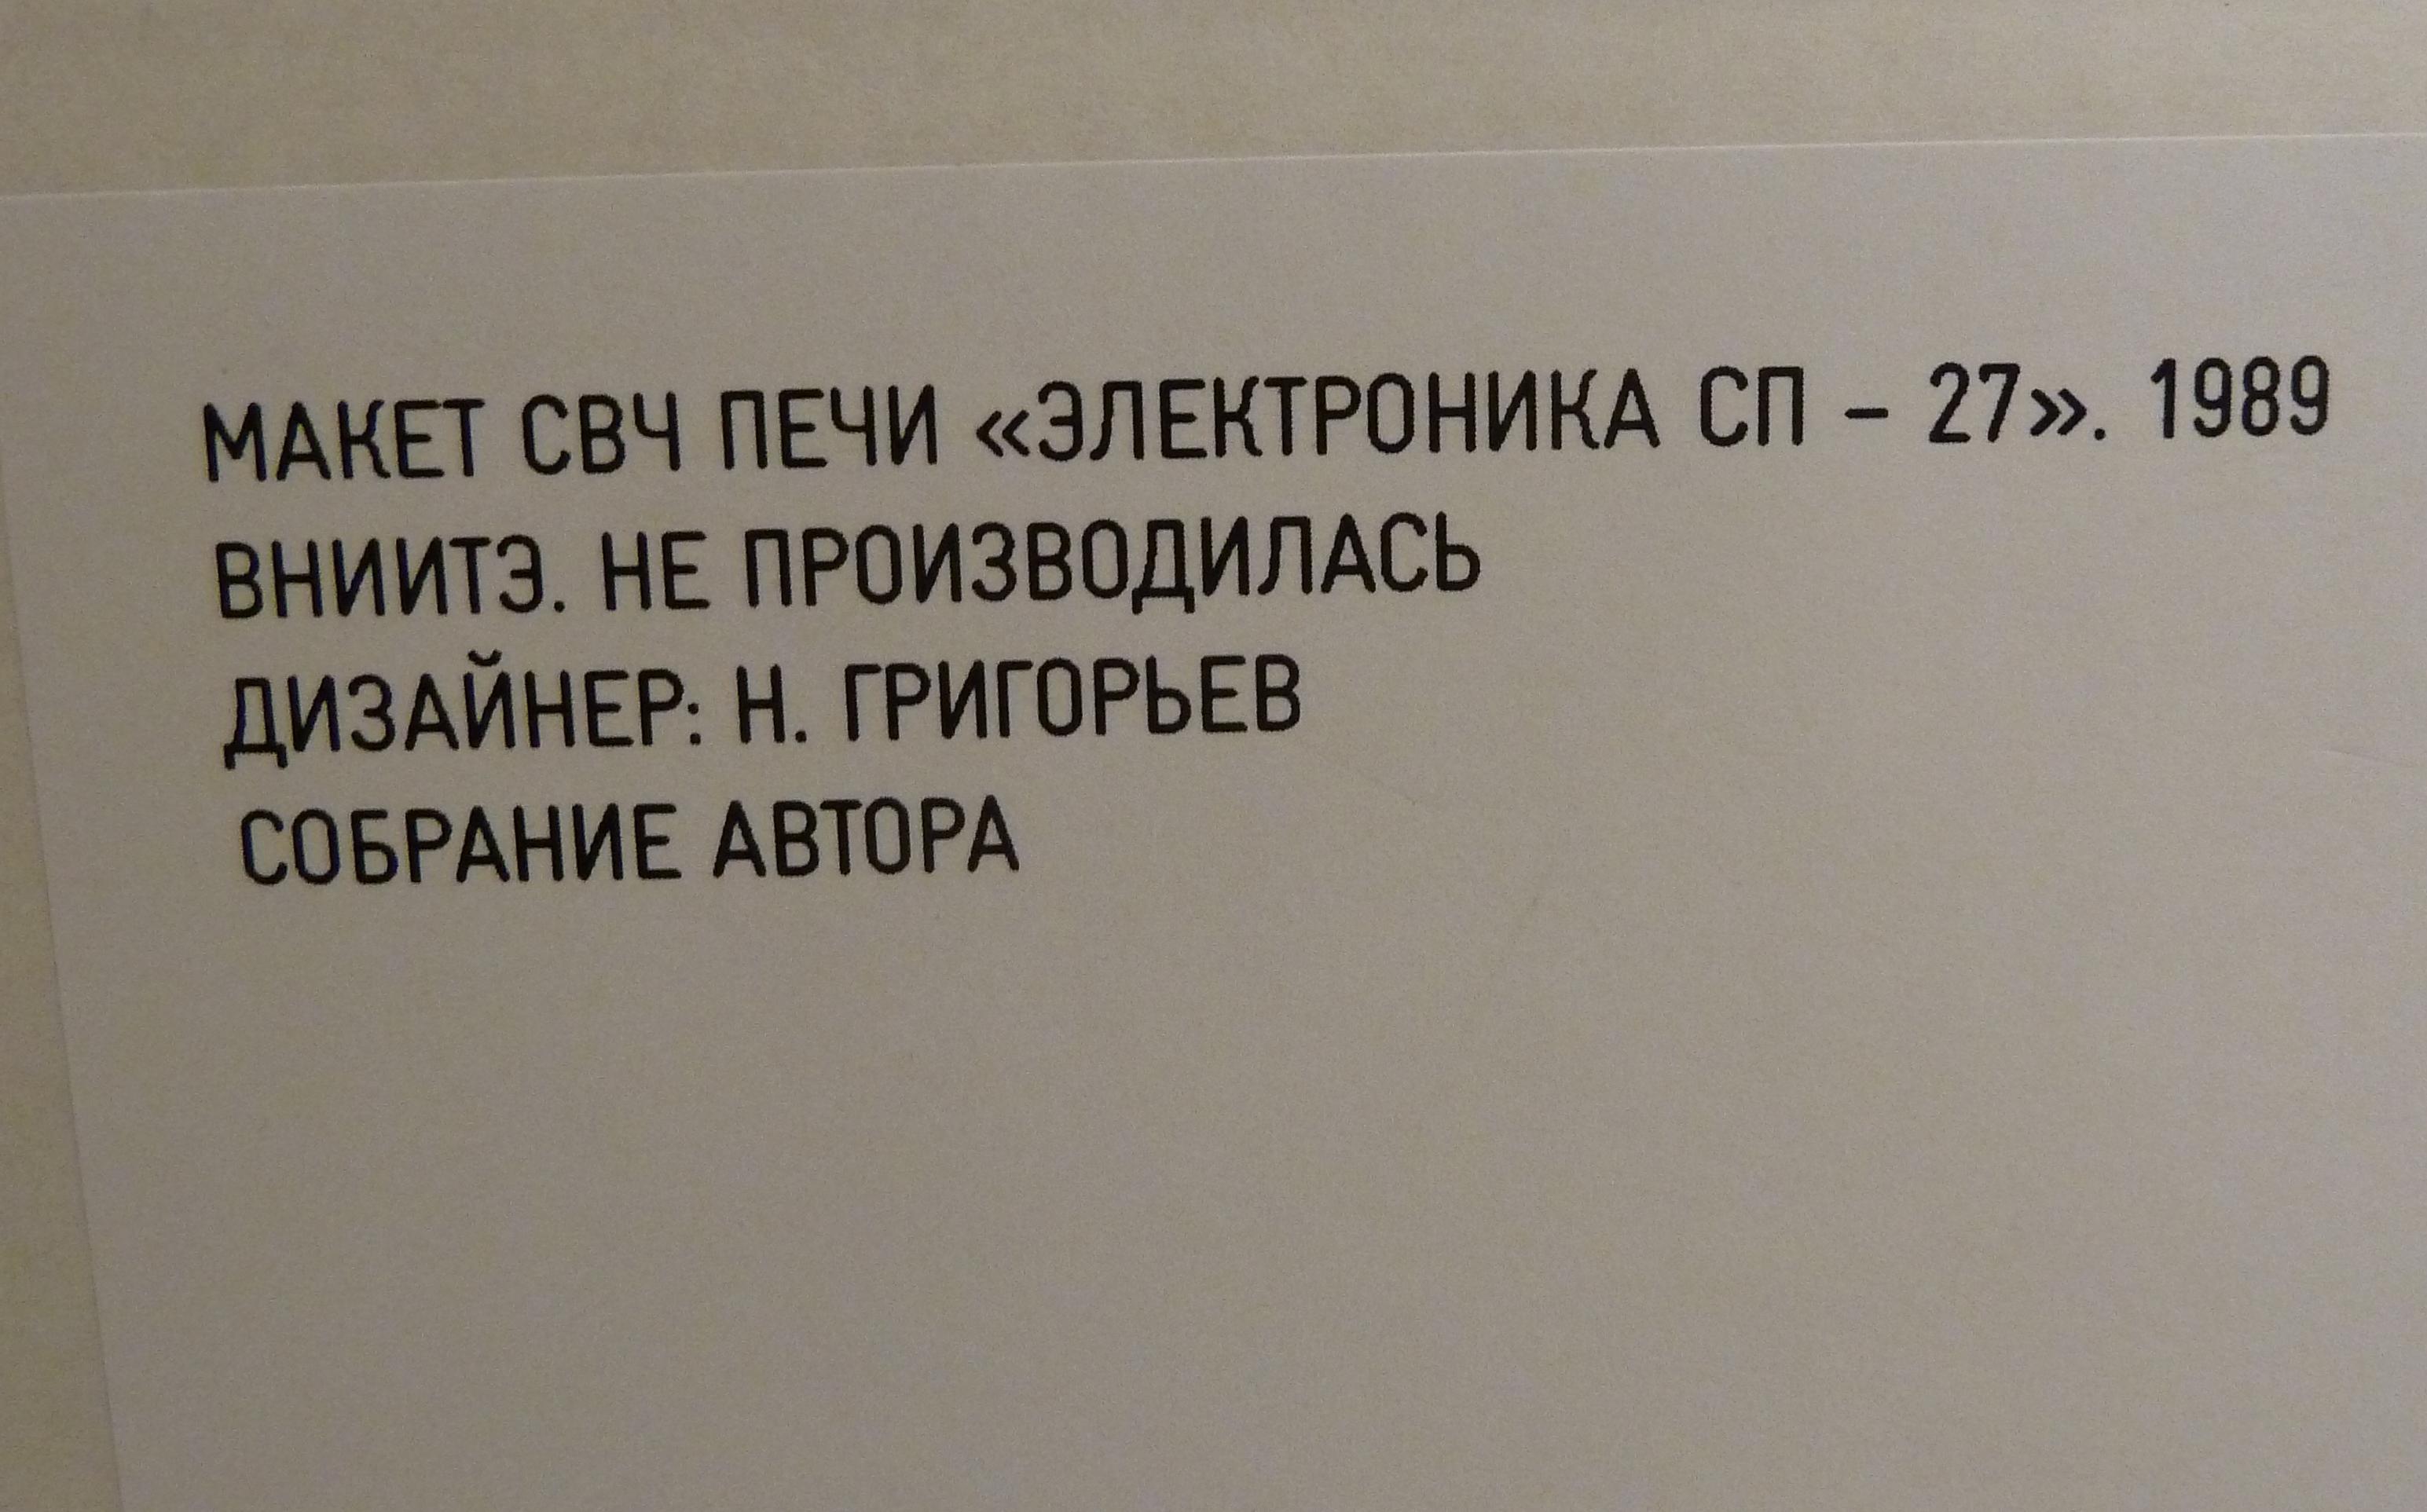 МАКЕТ СВЧ ПЕЧИ «ЭЛЕКТРОНИКА СП – 27». 1989
ВНИИТЭ. НЕ ПРОИЗВОДИЛАСЬ
ДИЗАЙНЕР: Н. ГРИГОРЬЕВ
СОБРАНИЕ АВТОРА